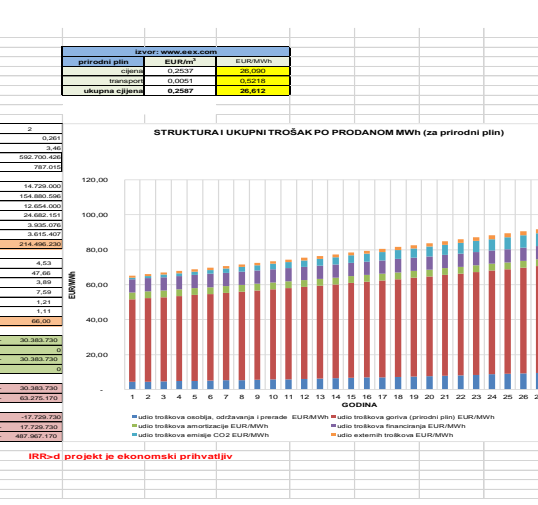 izvor: www.eex.com
prirodni plin EUR/m³ EUR/MWh
cijena 0,2537 26,090
transport 0,0051 0,5218
ukupna cjijena 0,2587 26,612
2
0,261
3,46
592.700.426
787.015
14.729.000
154.880.596
12.654.000
24.682.151
3.935.076
3.615.407
214.496.230
4,53
47,66
3,89
7,59
1,21
1,11
66,00
30.383.730
0
30.383.730
0
30.383.730
63.275.170
-17.729.730
17.729.730
487.967.170
STRUKTURA I UKUPNI TROŠAK PO PRODANOM MWh (za prirodni plin)
120,00
100,00
80,00
60,00
40,00
20,00
-
EUR/MWh
1 2 3 4 5 6 7 8 9 10 11 12 13 14 15 16 17 18 19 20 21 22 23 24 25 26
GODINA
udio troškova osoblja, održavanja i prerade EUR/MWh udio troškova goriva (prirodni plin) EUR/MWh
udio troškova amortizacije EUR/MWh udio troškova financiranja EUR/MWh
udio troškova emisije CO2 EUR/MWh udio externih troškova EUR/MWh
IRR>d projekt je ekonomski prihvatljiv